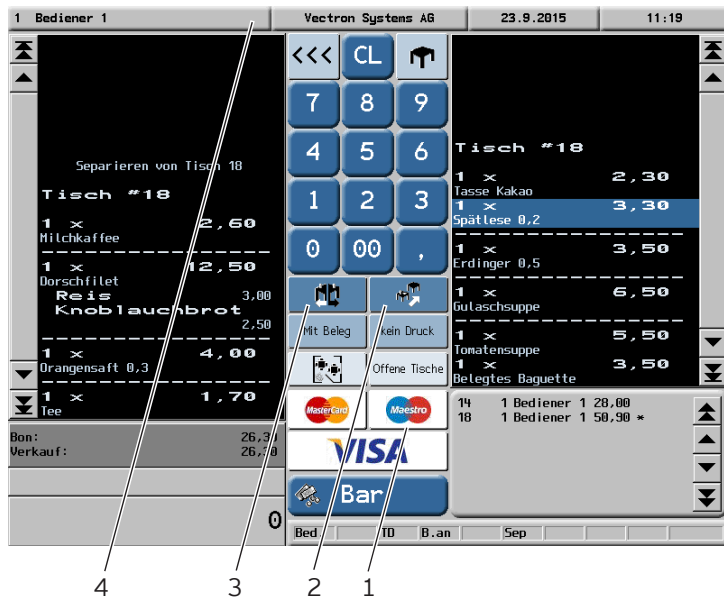 1 Bediener 1 Vectron Systems AG 23.9.2015 11:19
Separieren von Tisch 18
Tisch #18
1 x 2,60
Milchkaffee
1 x 12,50
Dorschfilet
Reis 3,00
Knoblauchbrot
2,50
1 x 4,00
Orangensaft 0,3
1 x 1,70
Tee
Bon: 26,30
Verkauf: 26,30
0
<<< CL
7 8 9
4 5 6
1 2 3
0 00 ,
Mit Beleg kein Druck
Offene Tische
MasterCard Maestro
VISA
Bar
Tisch #18
1 x 2,30
Tasse Kakao
1 x 3,30
Spätlese 0,2
1 x 3,50
Erdinger 0,5
1 x 6,50
Gulaschsuppe
1 x 5,50
Tomatensuppe
1 x 3,50
Belegtes Baguette
14 1 Bediener 1 28,00
18 1 Bediener 1 50,90 *
Bed. TD B.an Sep
4 3 2 1